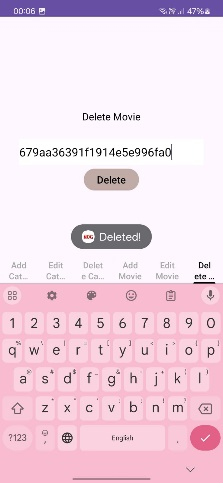 00:06 47%
Delete Movie
679aa36391f1914e5e996fa0
Delete
Deleted!
Add Cat... Edit Cat... Delet e Ca... Add Movie Edit Movie Del ete ...
1 2 3 4 5 6 7 8 9 0
q w e r t y u i o p
a s d f g h j k l
z x c v b n m
?123 , English .